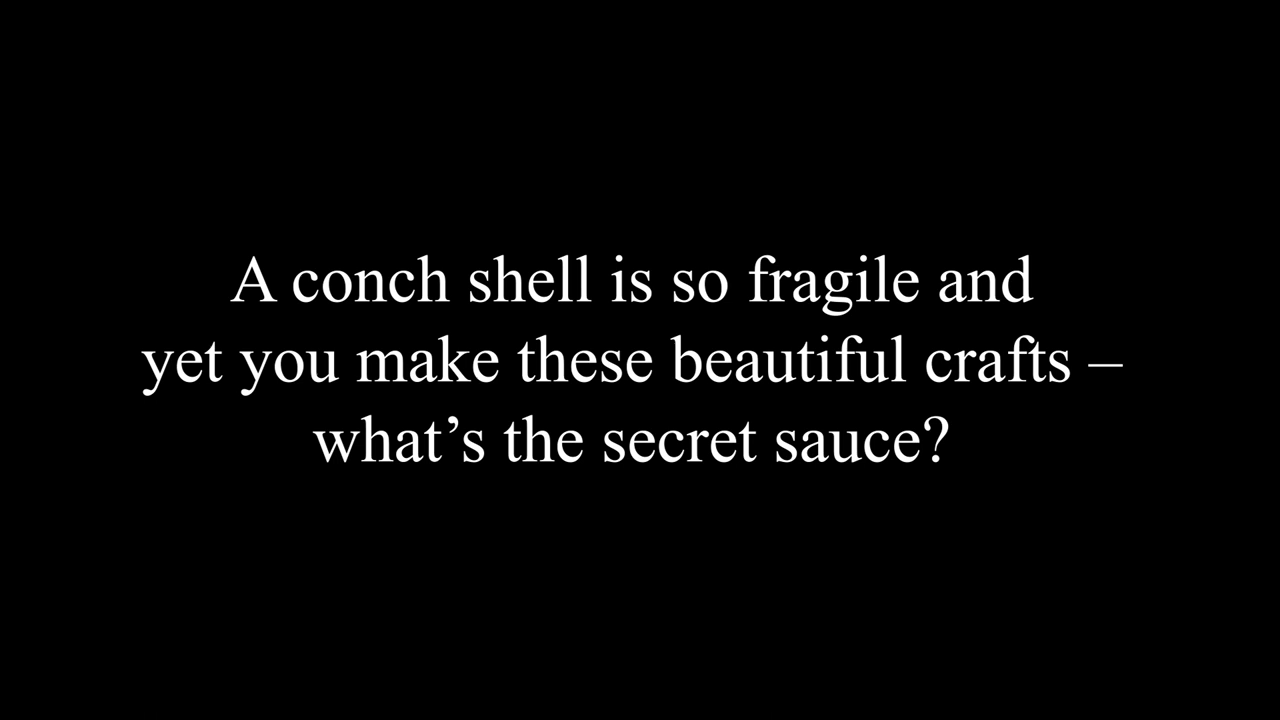 A conch shell is so fragile and
yet you make these beautiful crafts –
what’s the secret sauce?